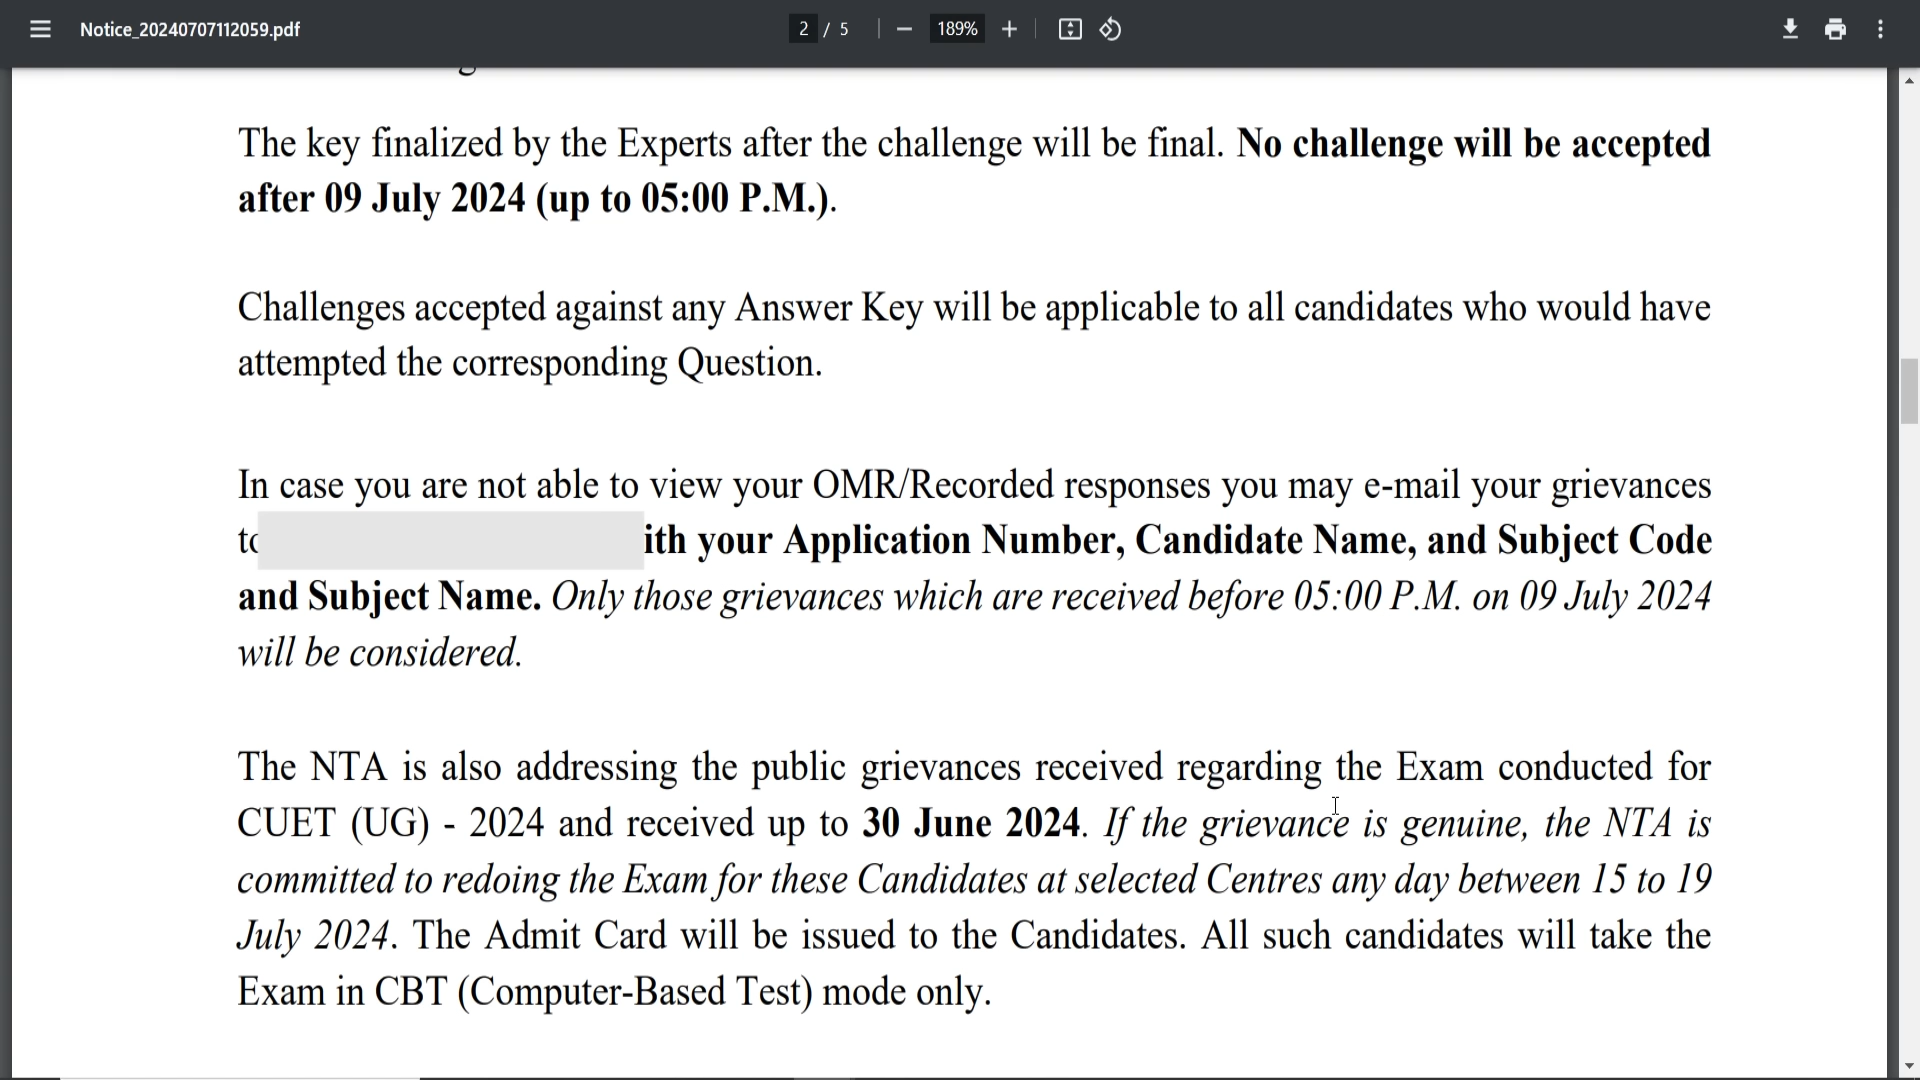 Notice_20240707112059.pdf
2 / 5
189%
The key finalized by the Experts after the challenge will be final. No challenge will be accepted
after 09 July 2024 (up to 05:00 P.M.).
Challenges accepted against any Answer Key will be applicable to all candidates who would have
attempted the corresponding Question.
In case you are not able to view your OMR/Recorded responses you may e-mail your grievances
to ith your Application Number, Candidate Name, and Subject Code
and Subject Name. Only those grievances which are received before 05:00 P.M. on 09 July 2024
will be considered.
The NTA is also addressing the public grievances received regarding the Exam conducted for
CUET (UG) - 2024 and received up to 30 June 2024. If the grievance is genuine, the NTA is
committed to redoing the Exam for these Candidates at selected Centres any day between 15 to 19
July 2024. The Admit Card will be issued to the Candidates. All such candidates will take the
Exam in CBT (Computer-Based Test) mode only.